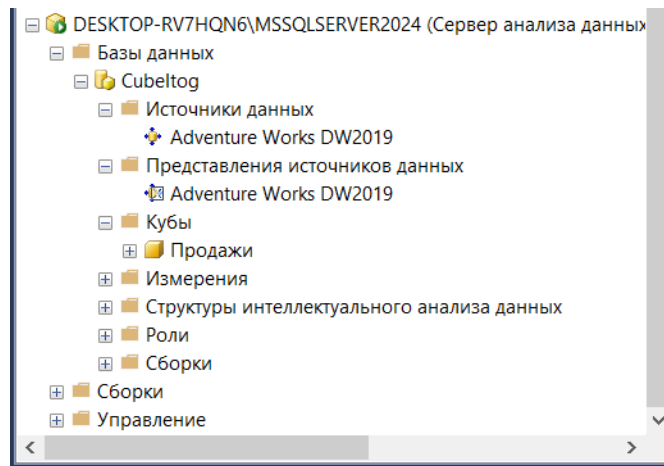 DESKTOP-RV7HQN6\MSSQLSERVER2024 (Сервер анализа данных
Базы данных
Cubeltog
Источники данных
Adventure Works DW2019
Представления источников данных
Adventure Works DW2019
Кубы
Продажи
Измерения
Структуры интеллектуального анализа данных
Роли
Сборки
Сборки
Управление